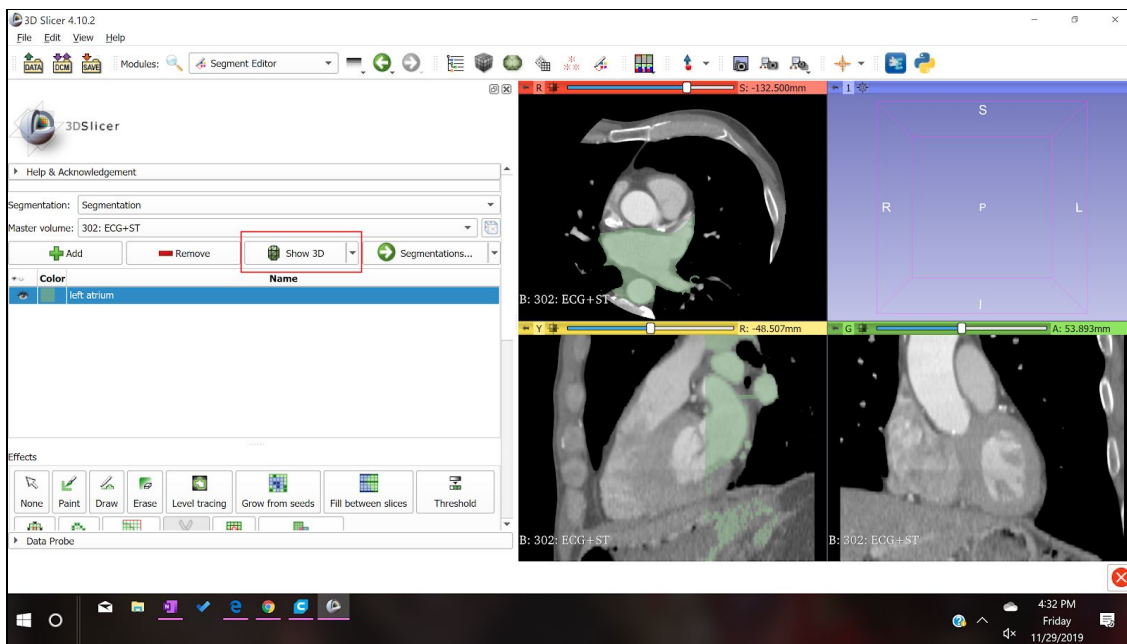 3D Slicer 4.10.2
File Edit View Help
DATA DCM SAVE Modules: Segment Editor
R S: -132.500mm 1
3DSlicer
S
Help & Acknowledgement
Segmentation: Segmentation
R P L
Master volume: 302: ECG+ST
Add Remove Show 3D Segmentations...
Color Name
left atrium
B: 302: ECG+ST
I
Y R: -48.507mm G A: 53.893mm
Effects
None Paint Draw Erase Level tracing Grow from seeds Fill between slices Threshold
Data Probe
B: 302: ECG+ST B: 302: ECG+ST
4:32 PM
Friday
11/29/2019